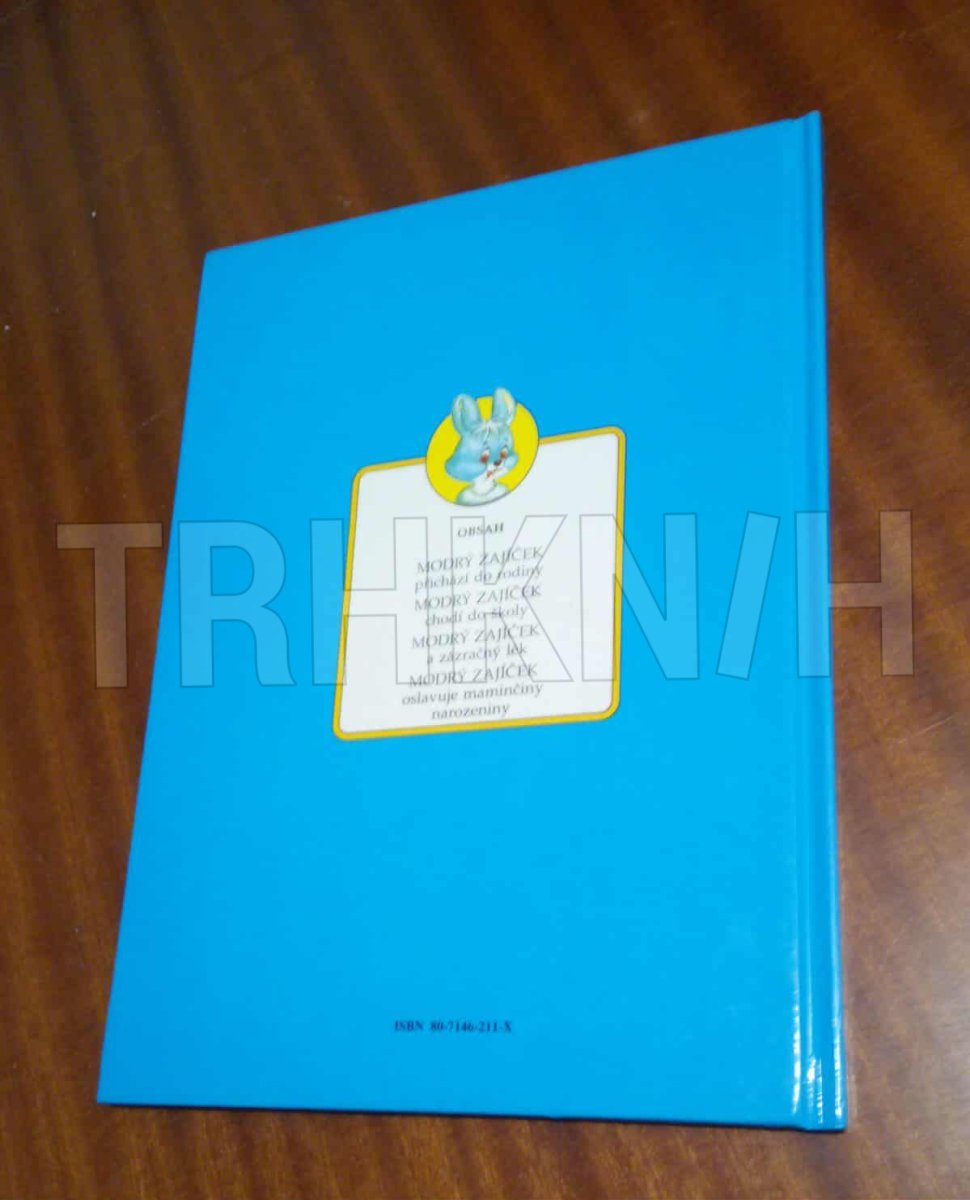 OBSAH
MODRÝ ZAJÍČEK
přichází do rodiny
MODRÝ ZAJÍČEK
chodí do školy
MODRÝ ZAJÍČEK
a zázračný lék
MODRÝ ZAJÍČEK
oslavuje maminčiny
narozeniny
TRHKNIH
ISBN 80-7146-211-X